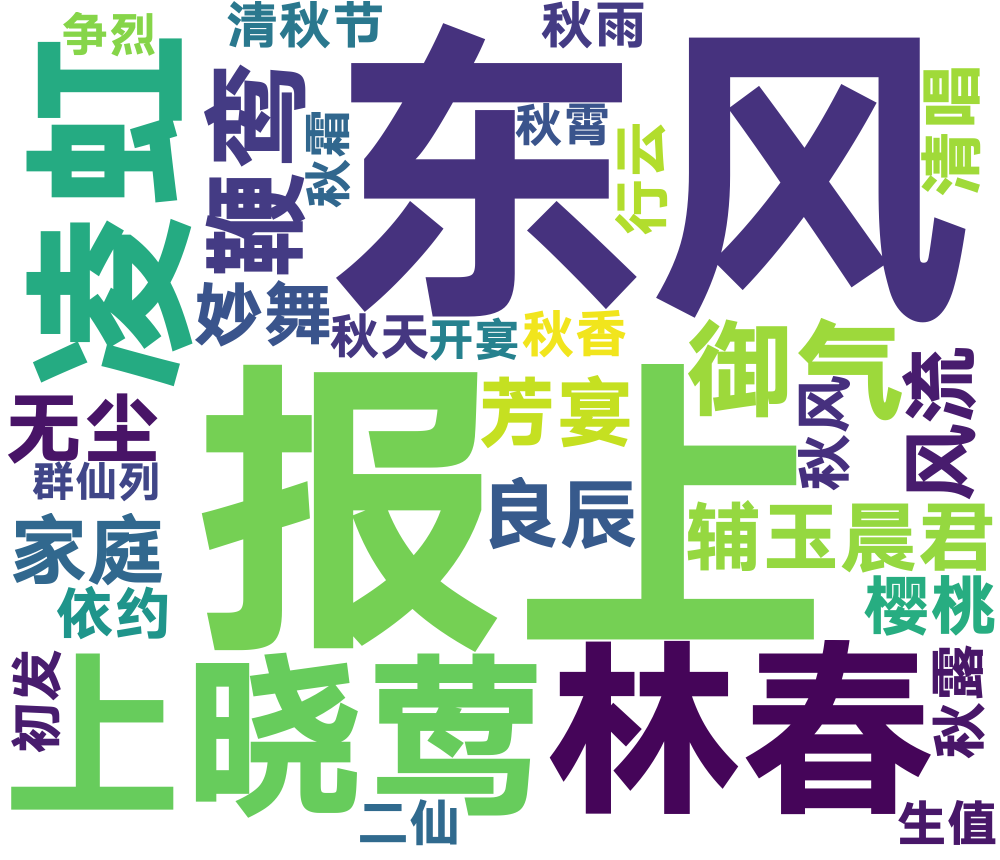 争烈
清秋节
秋雨
凌虹
鞭鸾
秋霜
东风
秋霄
行云
清唱
妙舞
秋天
开宴
秋香
御气
风流
秋风
无尘
群仙列
报上
芳宴
良辰
辅玉晨君
家庭
依约
樱桃
初发
上晓莺
林春
秋露
二仙
生值